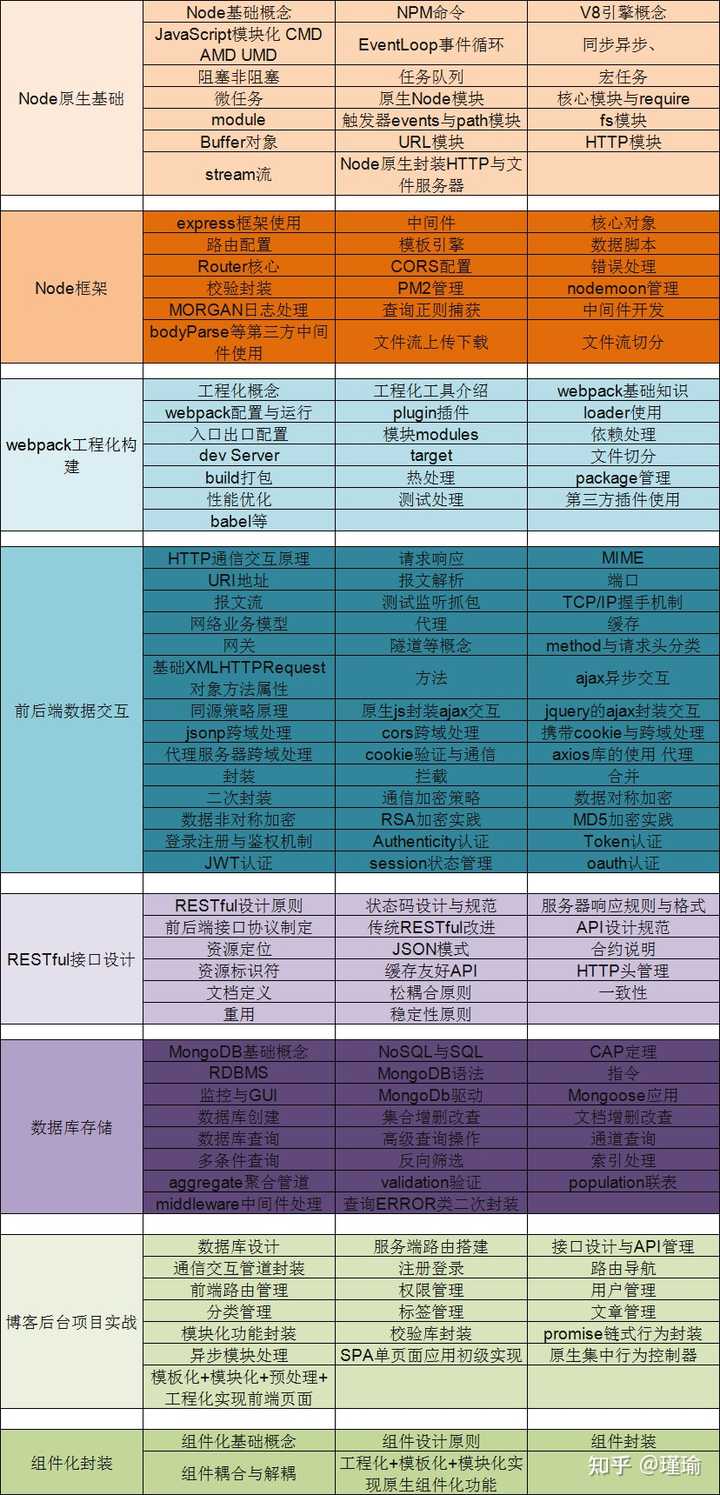 Node基础概念
NPM命令
V8引擎概念
JavaScript模块化 CMD
AMD UMD
EventLoop事件循环
同步异步、
Node原生基础
阻塞非阻塞
任务队列
宏任务
微任务
原生Node模块
核心模块与require
module
触发器events与path模块
fs模块
Buffer对象
URL模块
HTTP模块
stream流
Node原生封装HTTP与文
件服务器
Node框架
express框架使用
中间件
核心对象
路由配置
模板引擎
数据脚本
Router核心
CORS配置
错误处理
校验封装
PM2管理
nodemoon管理
MORGAN日志处理
查询正则捕获
中间件开发
bodyParse等第三方中间
件使用
文件流上传下载
文件流切分
webpack工程化构
建
工程化概念
工程化工具介绍
webpack基础知识
webpack配置与运行
plugin插件
loader使用
入口出口配置
模块modules
依赖处理
dev Server
target
文件切分
build打包
热处理
package管理
性能优化
测试处理
第三方插件使用
babel等
前后端数据交互
HTTP通信交互原理
请求响应
MIME
URI地址
报文解析
端口
报文流
测试监听抓包
TCP/IP握手机制
网络业务模型
代理
缓存
网关
隧道等概念
method与请求头分类
基础XMLHTTPRequest
对象方法属性
方法
ajax异步交互
同源策略原理
原生js封装ajax交互
jquery的ajax封装交互
jsonp跨域处理
cors跨域处理
携带cookie与跨域处理
代理服务器跨域处理
cookie验证与通信
axios库的使用 代理
封装
拦截
合并
二次封装
通信加密策略
数据对称加密
数据非对称加密
RSA加密实践
MD5加密实践
登录注册与鉴权机制
Authenticity认证
Token认证
JWT认证
session状态管理
oauth认证
RESTful接口设计
RESTful设计原则
状态码设计与规范
服务器响应规则与格式
前后端接口协议制定
传统RESTful改进
API设计规范
资源定位
JSON模式
合约说明
资源标识符
缓存友好API
HTTP头管理
文档定义
松耦合原则
一致性
重用
稳定性原则
数据库存储
MongoDB基础概念
NoSQL与SQL
CAP定理
RDBMS
MongoDB语法
指令
监控与GUI
MongoDb驱动
Mongoose应用
数据库创建
集合增删改查
文档增删改查
数据库查询
高级查询操作
通道查询
多条件查询
反向筛选
索引处理
aggregate聚合管道
validation验证
population联表
middleware中间件处理
查询ERROR类二次封装
博客后台项目实战
数据库设计
服务端路由搭建
接口设计与API管理
通信交互管道封装
注册登录
路由导航
前端路由管理
权限管理
用户管理
分类管理
标签管理
文章管理
模块化功能封装
校验库封装
promise链式行为封装
异步模块处理
SPA单页面应用初级实现
原生集中行为控制器
模板化+模块化+预处理+
工程化实现前端页面
组件化封装
组件化基础概念
组件设计原则
组件封装
组件耦合与解耦
工程化+模板化+模块化实
现原生组件化功能
知乎 @瑾瑜